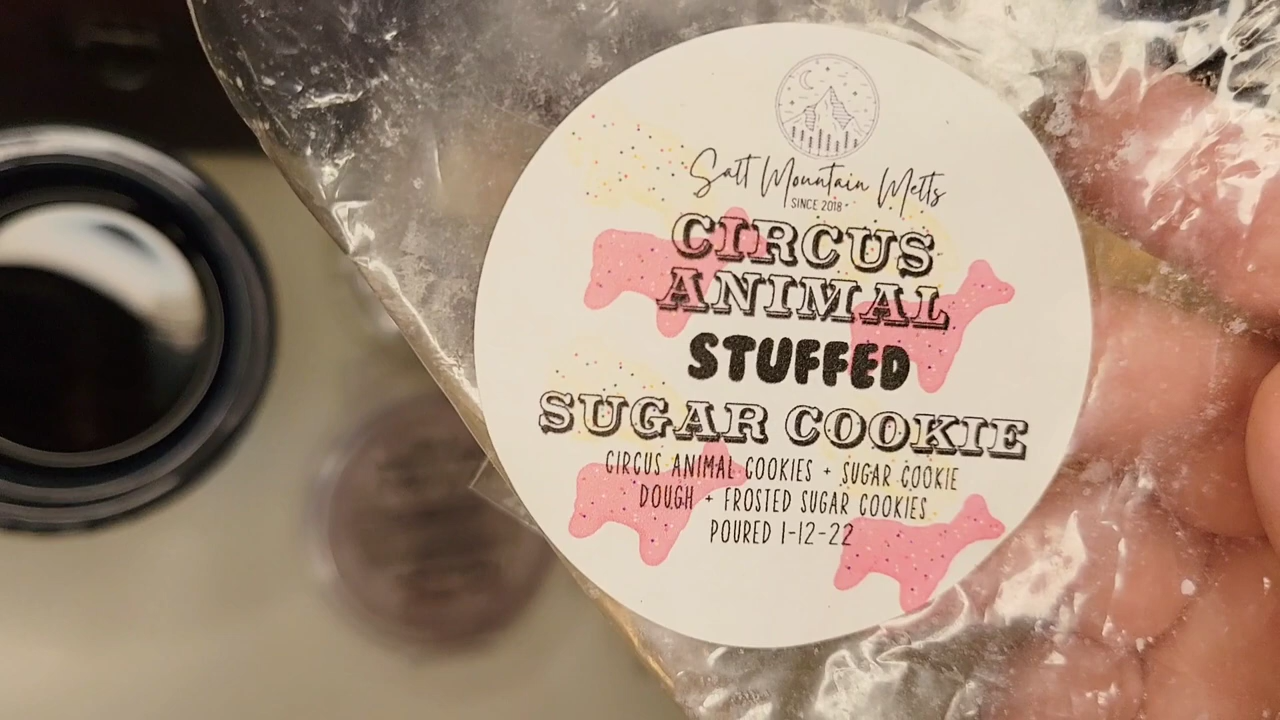 Salt Mountain Melts
SINCE 2018
CIRCUS
ANIMAL
STUFFED
SUGAR COOKIE
CIRCUS ANIMAL COOKIES + SUGAR COOKIE
DOUGH + FROSTED SUGAR COOKIES
POURED 1-12-22